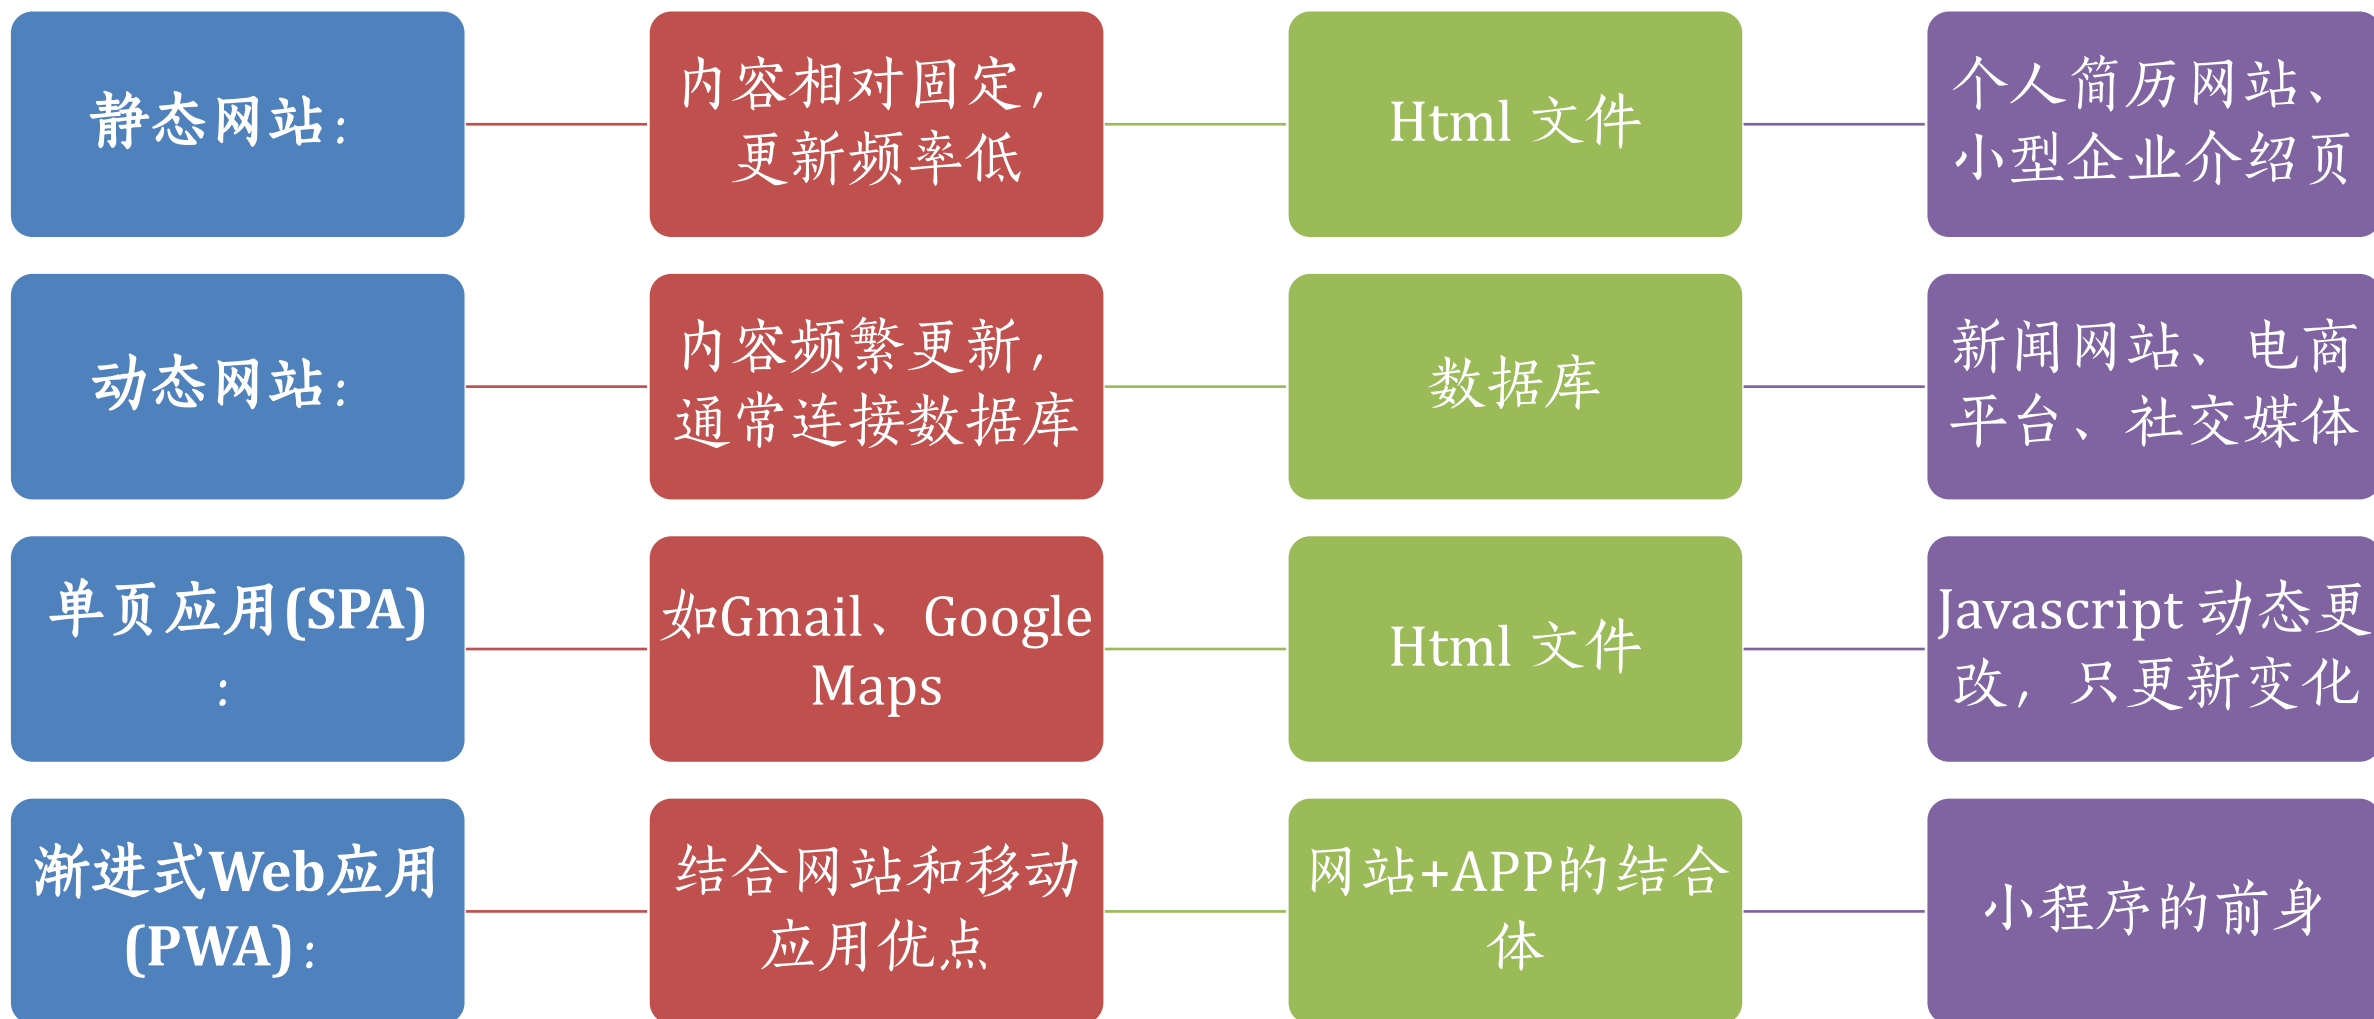 静态网站：
内容相对固定，
更新频率低
Html 文件
个人简历网站、
小型企业介绍页
动态网站：
内容频繁更新，
通常连接数据库
数据库
新闻网站、电商
平台、社交媒体
单页应用(SPA)
：
如Gmail、Google
Maps
Html 文件
Javascript 动态更
改，只更新变化
渐进式Web应用
(PWA)：
结合网站和移动
应用优点
网站+APP的结合
体
小程序的前身